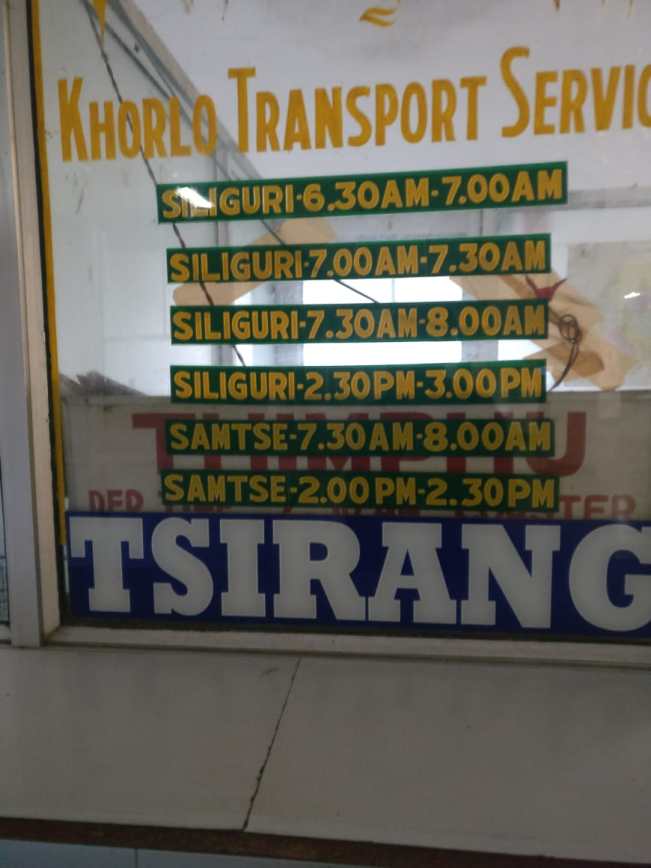 KHORLO TRANSPORT SERVIC
SILIGURI-6.30AM-7.00AM
SILIGURI-7.00AM-7.30AM
SILIGURI-7.30AM-8.00AM
SILIGURI-2.30PM-3.00PM
SAMTSE-7.30AM-8.00AM
THIMPHU
SAMTSE-2.00PM-2.30PM
TSIRANG